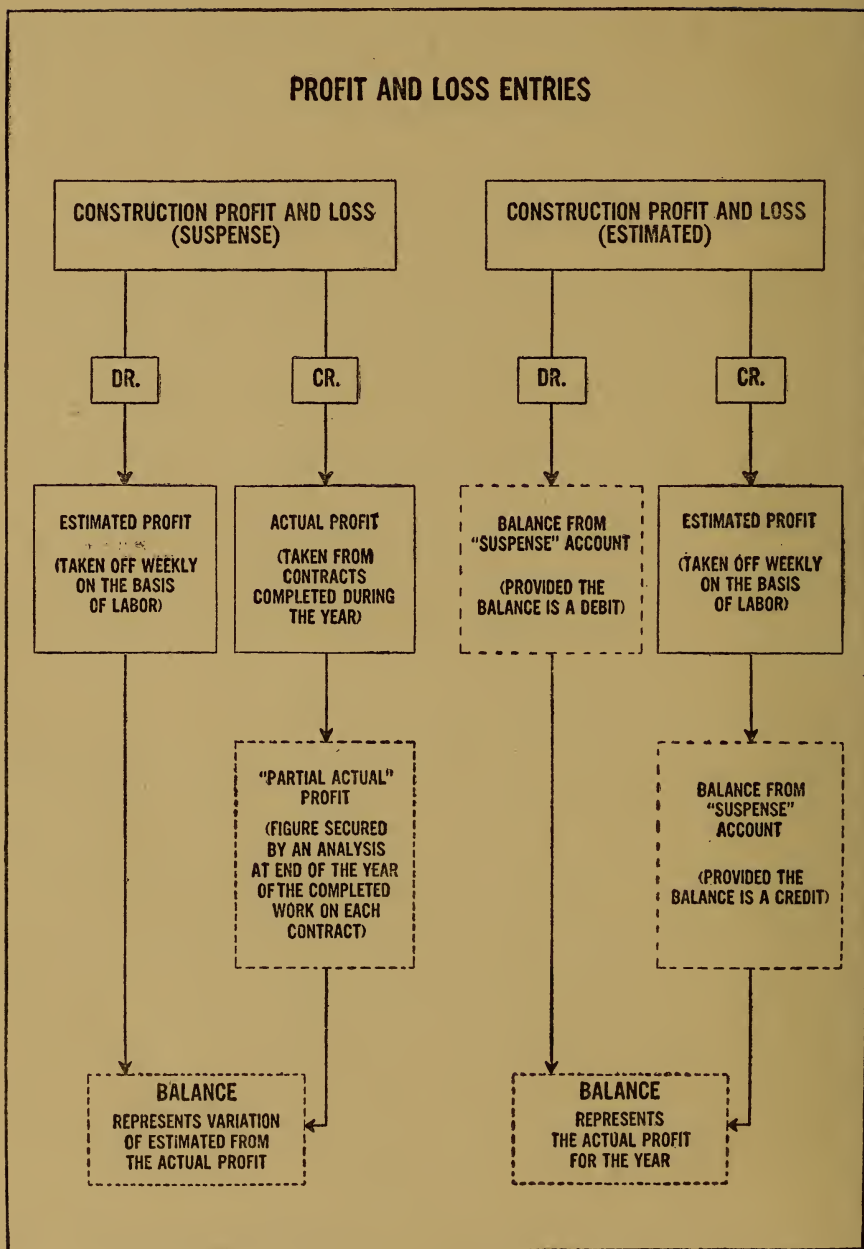 PROFIT AND LOSS ENTRIES
CONSTRUCTION PROFIT AND LOSS
(SUSPENSE)
DR.
CR.
ESTIMATED PROFIT
(TAKEN OFF WEEKLY
ON THE BASIS
OF LABOR)
ACTUAL PROFIT
(TAKEN FROM
CONTRACTS
COMPLETED DURING
THE YEAR)
"PARTIAL ACTUAL"
PROFIT
(FIGURE SECURED
BY AN ANALYSIS
AT END OF THE YEAR
OF THE COMPLETED
WORK ON EACH
CONTRACT)
BALANCE
REPRESENTS VARIATION
OF ESTIMATED FROM
THE ACTUAL PROFIT
CONSTRUCTION PROFIT AND LOSS
(ESTIMATED)
DR.
CR.
BALANCE FROM
"SUSPENSE" ACCOUNT
(PROVIDED THE
BALANCE IS A DEBIT)
ESTIMATED PROFIT
(TAKEN OFF WEEKLY
ON THE BASIS
OF LABOR)
BALANCE FROM
"SUSPENSE"
ACCOUNT
(PROVIDED THE
BALANCE IS A CREDIT)
BALANCE
REPRESENTS
THE ACTUAL PROFIT
FOR THE YEAR